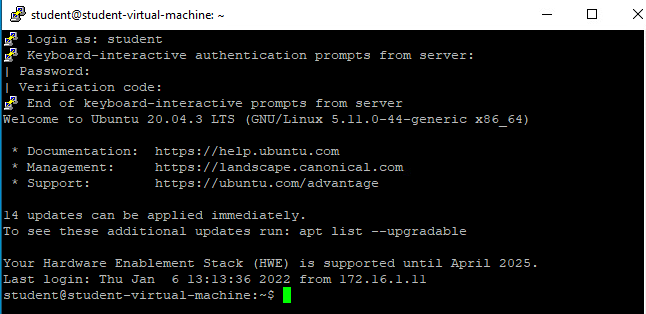 student@student-virtual-machine: ~
login as: student
Keyboard-interactive authentication prompts from server:
| Password:
| Verification code:
End of keyboard-interactive prompts from server
Welcome to Ubuntu 20.04.3 LTS (GNU/Linux 5.11.0-44-generic x86_64)
* Documentation:  https://help.ubuntu.com
* Management:     https://landscape.canonical.com
* Support:        https://ubuntu.com/advantage
14 updates can be applied immediately.
To see these additional updates run: apt list --upgradable
Your Hardware Enablement Stack (HWE) is supported until April 2025.
Last login: Thu Jan  6 13:13:36 2022 from 172.16.1.11
student@student-virtual-machine:~$